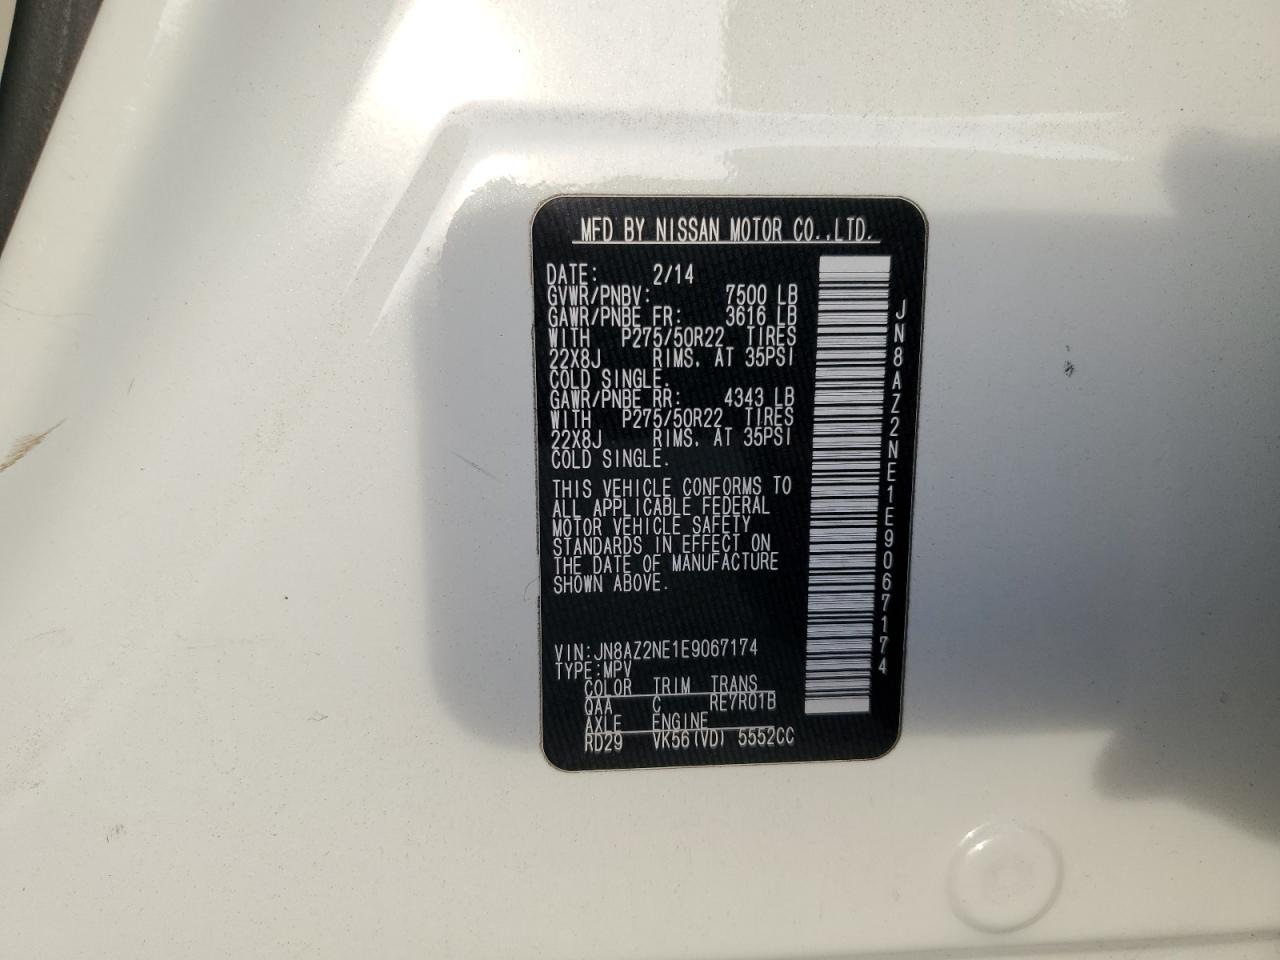 MFD BY NISSAN MOTOR CO.,LTD.
DATE: 2/14
GVWR/PNBV: 7500 LB
GAWR/PNBE FR: 3616 LB
WITH P275/50R22 TIRES
22X8J RIMS. AT 35PSI
COLD SINGLE.
GAWR/PNBE RR: 4343 LB
WITH P275/50R22 TIRES
22X8J RIMS. AT 35PSI
COLD SINGLE.
THIS VEHICLE CONFORMS TO
ALL APPLICABLE FEDERAL
MOTOR VEHICLE SAFETY
STANDARDS IN EFFECT ON
THE DATE OF MANUFACTURE
SHOWN ABOVE.
VIN:JN8AZ2NE1E9067174
TYPE:MPV
COLOR TRIM TRANS
QAA C RE7R01B
AXLE ENGINE
RD29 VK56(VD) 5552CC
JN8AZ2NE1E9067174